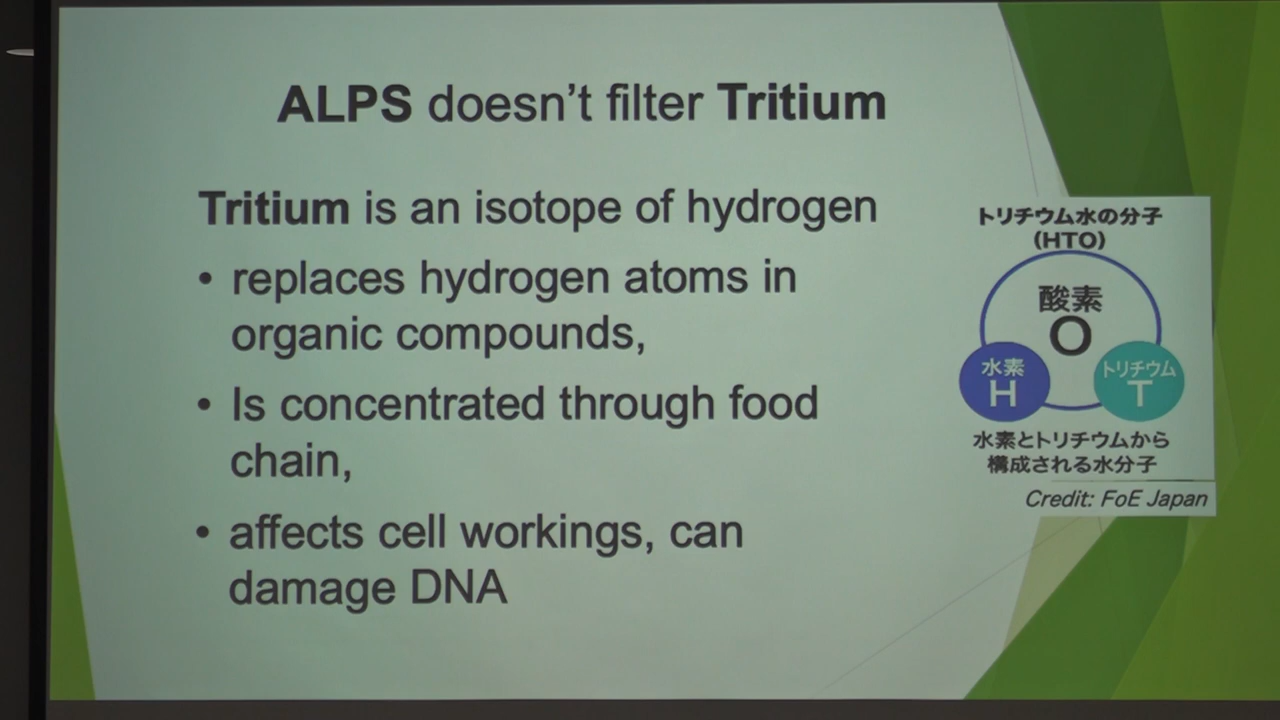 ALPS doesn't filter Tritium
Tritium is an isotope of hydrogen
• replaces hydrogen atoms in
organic compounds,
• Is concentrated through food
chain,
• affects cell workings, can
damage DNA
トリチウム水の分子
(HTO)
酸素
O
水素
H
トリチウム
T
水素とトリチウムから
構成される水分子
Credit: FoE Japan